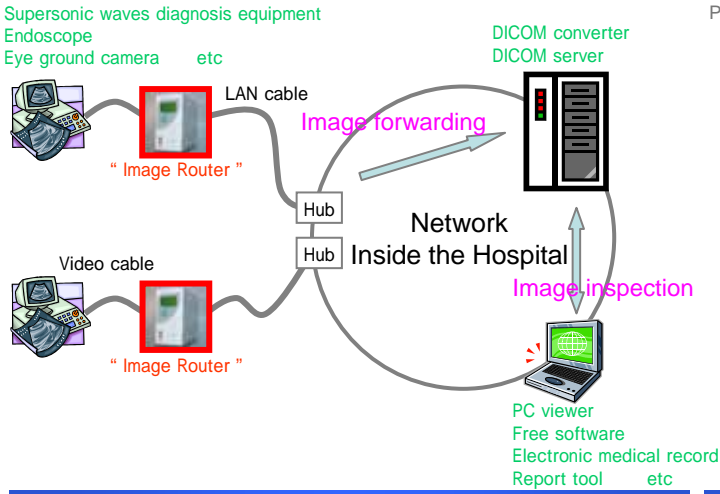 Supersonic waves diagnosis equipment
Endoscope
Eye ground camera etc
P
DICOM converter
DICOM server
LAN cable
Image forwarding
“ Image Router ”
Hub
Network
Hub
Inside the Hospital
Video cable
Image inspection
“ Image Router ”
PC viewer
Free software
Electronic medical record
Report tool etc